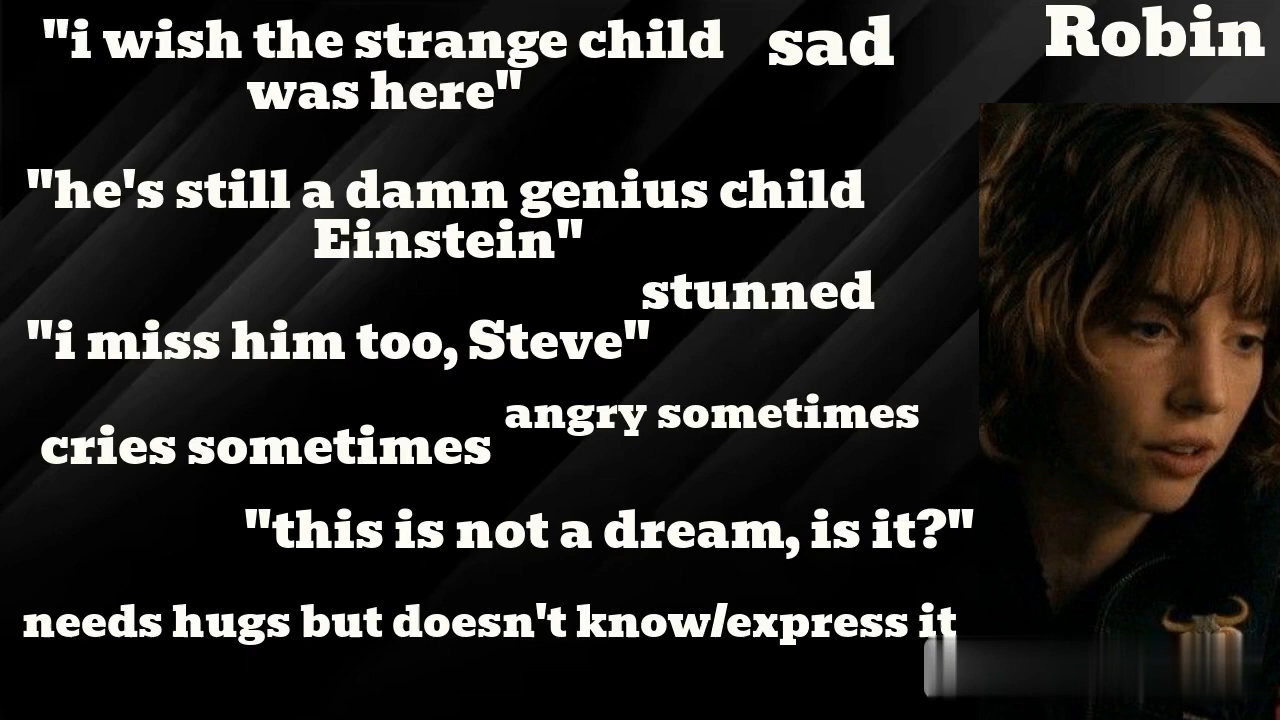 "i wish the strange child
was here"
sad
Robin
"he's still a damn genius child
Einstein"
stunned
"i miss him too, Steve"
angry sometimes
cries sometimes
"this is not a dream, is it?"
needs hugs but doesn't know/express it